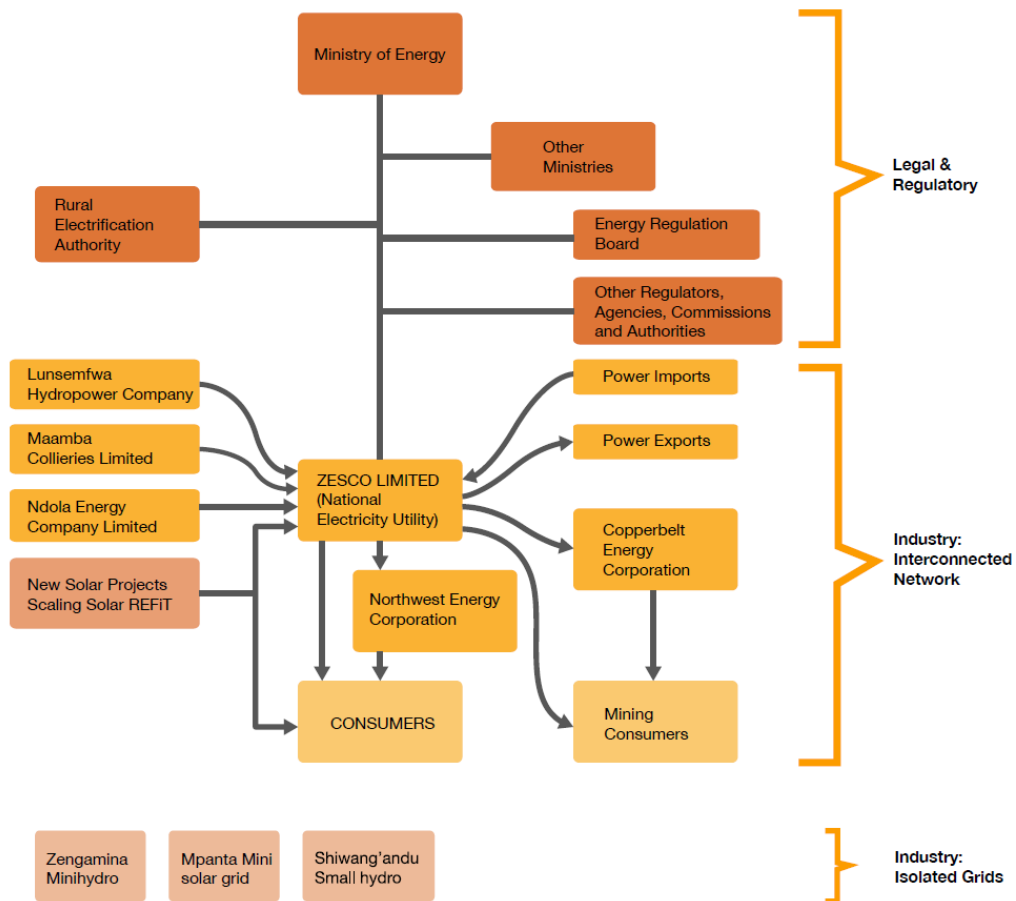 Ministry of Energy
Other
Ministries
Legal &
Regulatory
Rural
Electrification
Authority
Energy Regulation
Board
Other Regulators,
Agencies, Commissions
and Authorities
Lunsemfwa
Hydropower Company
Power Imports
Maamba
Collieries Limited
Power Exports
ZESCO LIMITED
(National
Electricity Utility)
Ndola Energy
Company Limited
Copperbelt
Energy
Corporation
Industry:
Interconnected
Network
New Solar Projects
Scaling Solar REFiT
Northwest Energy
Corporation
CONSUMERS
Mining
Consumers
Zengamina
Minihydro
Mpanta Mini
solar grid
Shiwang'andu
Small hydro
Industry:
Isolated Grids